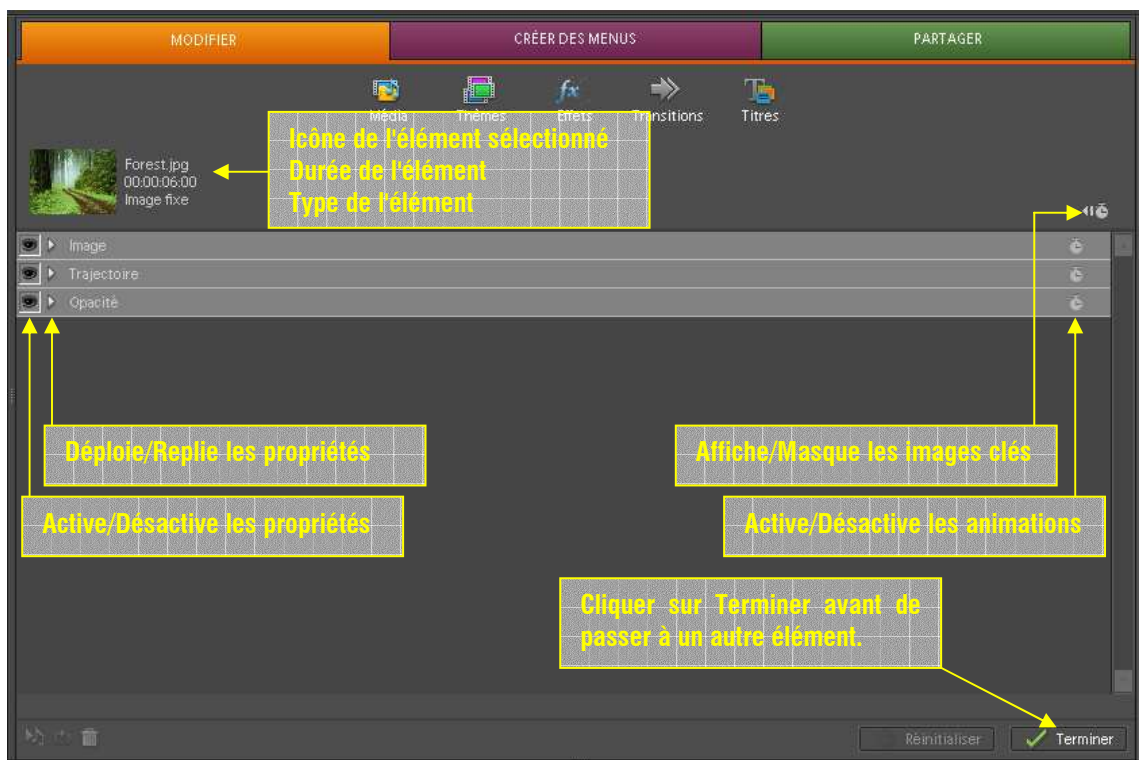 MODIFIER
CRÉER DES MENUS
PARTAGER
Média
Thèmes
Effets
Transitions
Titres
Icône de l'élément sélectionné
Durée de l'élément
Type de l'élément
Forest.jpg
00:00:06:00
Image fixe
Image
Trajectoire
Opacité
Déploie/Replie les propriétés
Affiche/Masque les images clés
Active/Désactive les propriétés
Active/Désactive les animations
Cliquer sur Terminer avant de
passer à un autre élément.
Réinitialiser
Terminer